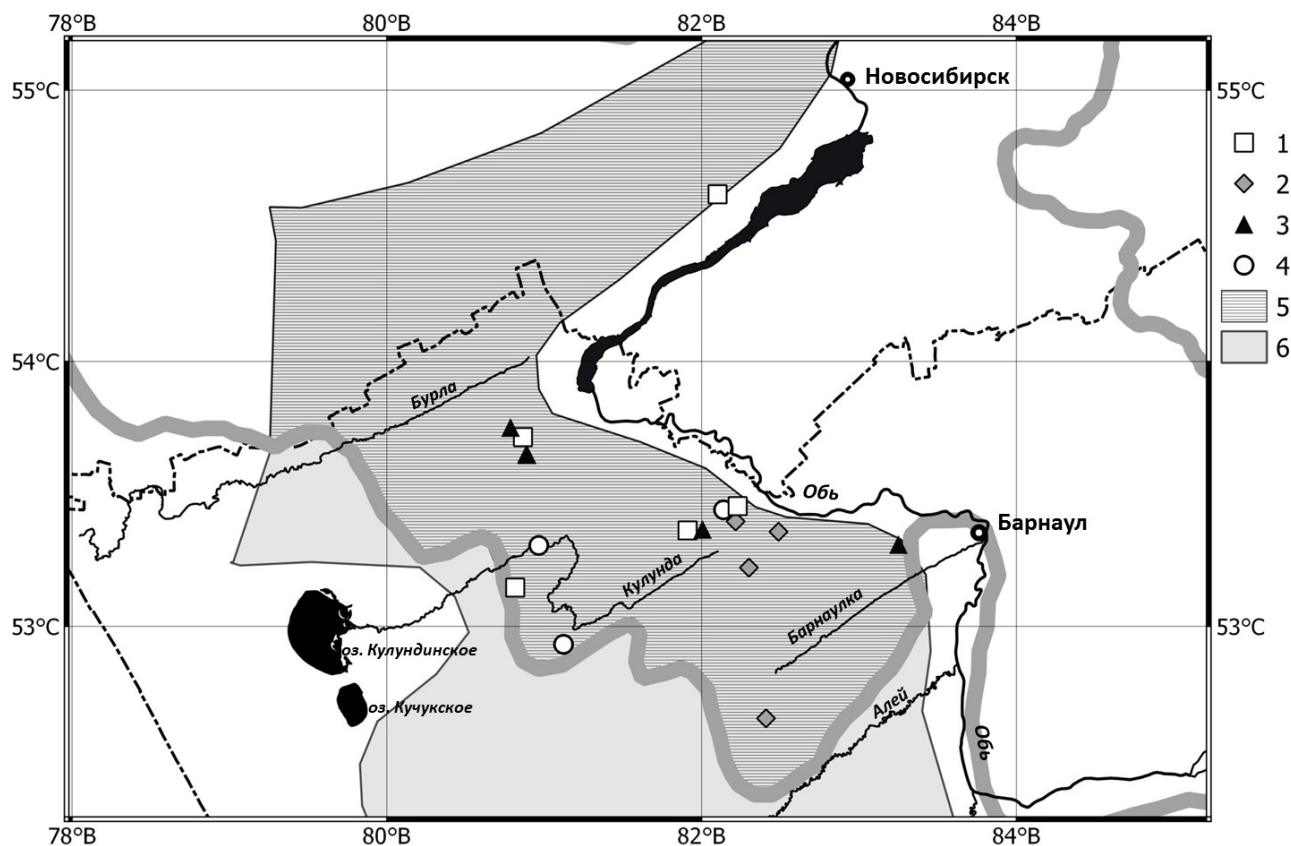 78°В 80°В 82°В 84°В
Новосибирск
55°С 55°С
1
2
3
4
5
6
54°С
Бурла
Обь
Барнаул
Кулунда
Барнаулка
53°С 53°С
оз. Кулундинское
Алей
оз. Кучукское
Обь
78°В 80°В 82°В 84°В